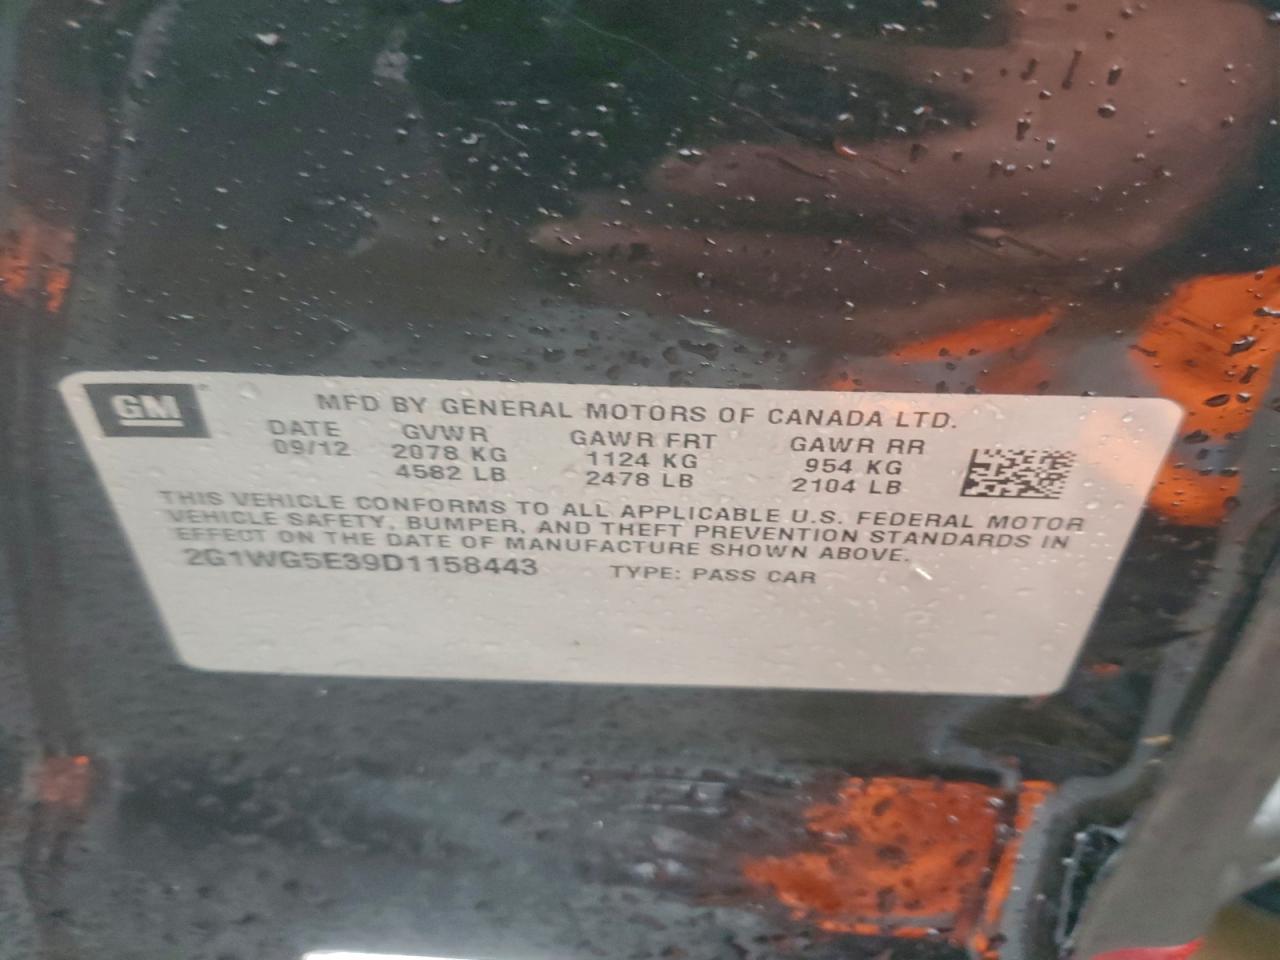 GM
MFD BY GENERAL MOTORS OF CANADA LTD.
DATE GVWR GAWR FRT GAWR RR
09/12 2078 KG 1124 KG 954 KG
4582 LB 2478 LB 2104 LB
THIS VEHICLE CONFORMS TO ALL APPLICABLE U.S. FEDERAL MOTOR
VEHICLE SAFETY, BUMPER, AND THEFT PREVENTION STANDARDS IN
EFFECT ON THE DATE OF MANUFACTURE SHOWN ABOVE.
2G1WG5E39D1158443 TYPE: PASS CAR